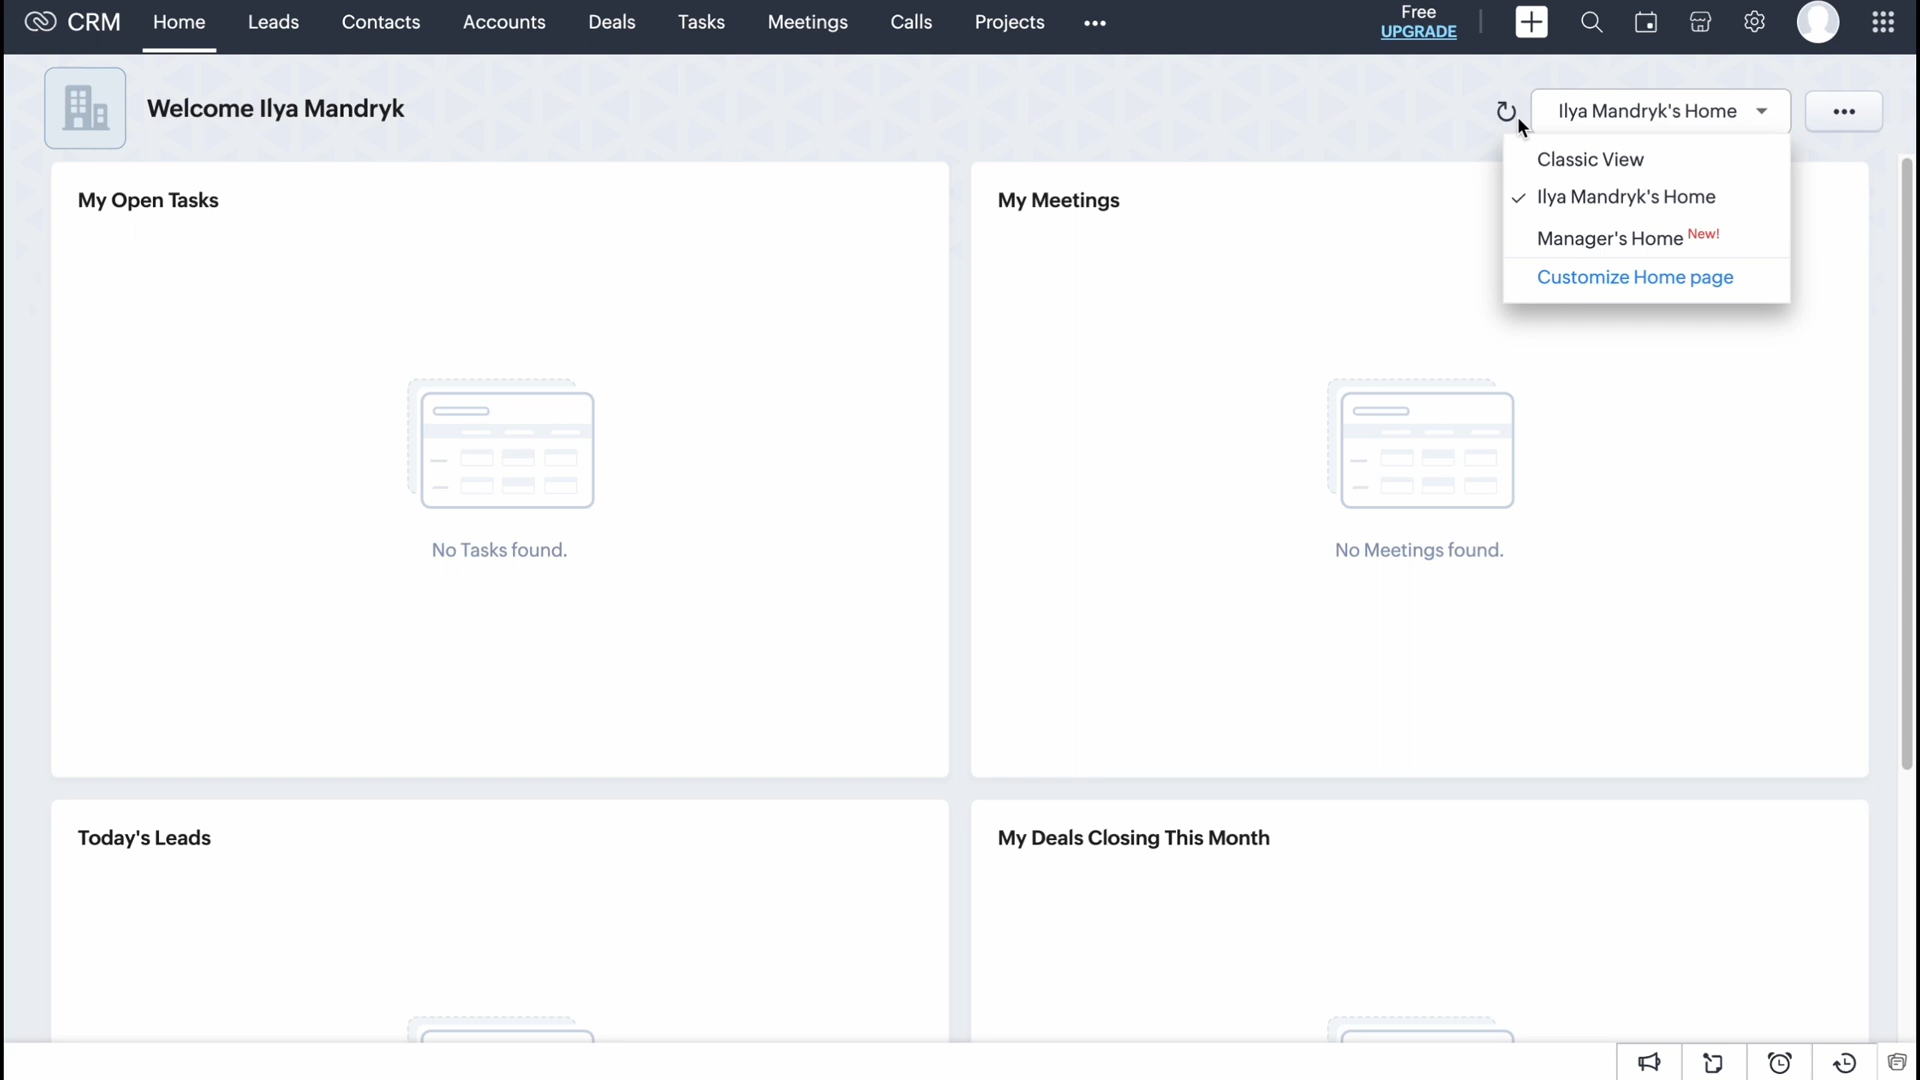 CRM Home Leads Contacts Accounts Deals Tasks Meetings Calls Projects
Free
UPGRADE
Welcome Ilya Mandryk
Ilya Mandryk's Home
Classic View
Ilya Mandryk's Home
Manager's Home New!
Customize Home page
My Open Tasks
No Tasks found.
My Meetings
No Meetings found.
Today's Leads
My Deals Closing This Month